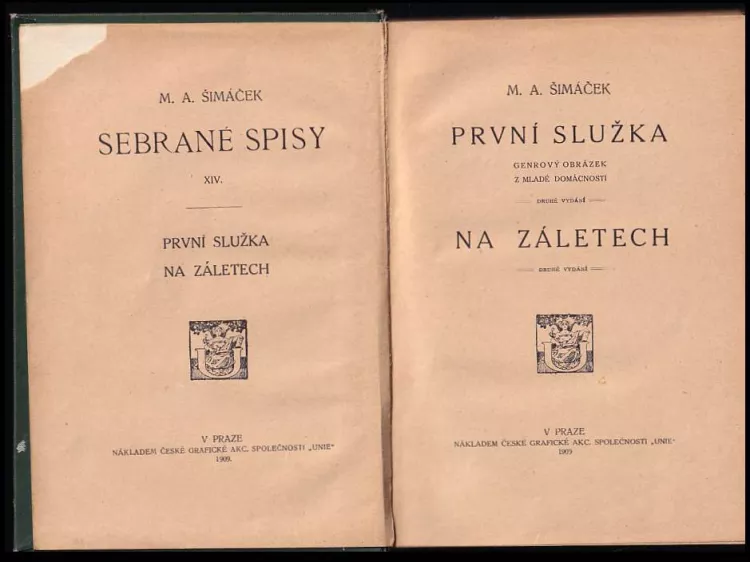 M. A. ŠIMÁČEK
SEBRANÉ SPISY
XIV.
PRVNÍ SLUŽKA
NA ZÁLETECH
V PRAZE
NÁKLADEM ČESKÉ GRAFICKÉ AKC. SPOLEČNOSTI „UNIE“
1909.
M. A. ŠIMÁČEK
PRVNÍ SLUŽKA
GENROVÝ OBRÁZEK
Z MLADÉ DOMÁCNOSTI
DRUHÉ VYDÁNÍ
NA ZÁLETECH
DRUHÉ VYDÁNÍ
V PRAZE
NÁKLADEM ČESKÉ GRAFICKÉ AKC. SPOLEČNOSTI „UNIE“
1909